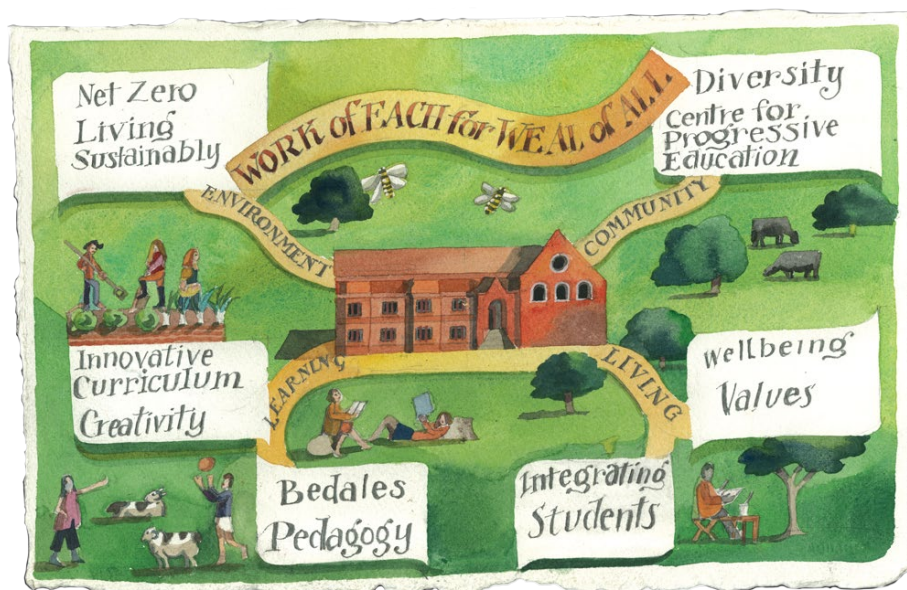 Net Zero
Living
Sustainably
WORK of EACH for WEAL of ALL
Diversity
Centre for
Progressive
Education
ENVIRONMENT
COMMUNITY
Innovative
Curriculum
Creativity
LEARNING
LIVING
Wellbeing
Values
Bedales
Pedagogy
Integrating
Students